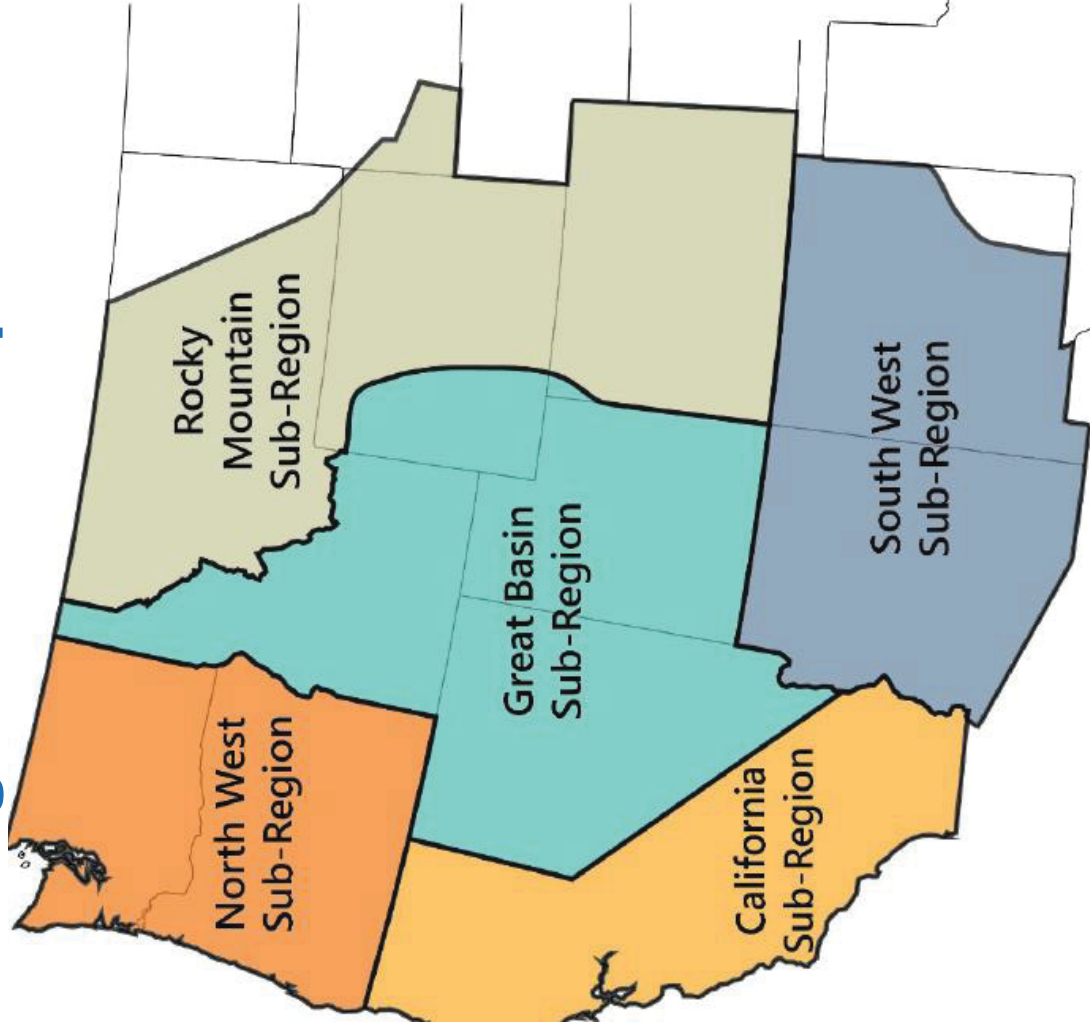 Rocky
Mountain
Sub-Region
North West
Sub-Region
Great Basin
Sub-Region
South West
Sub-Region
California
Sub-Region